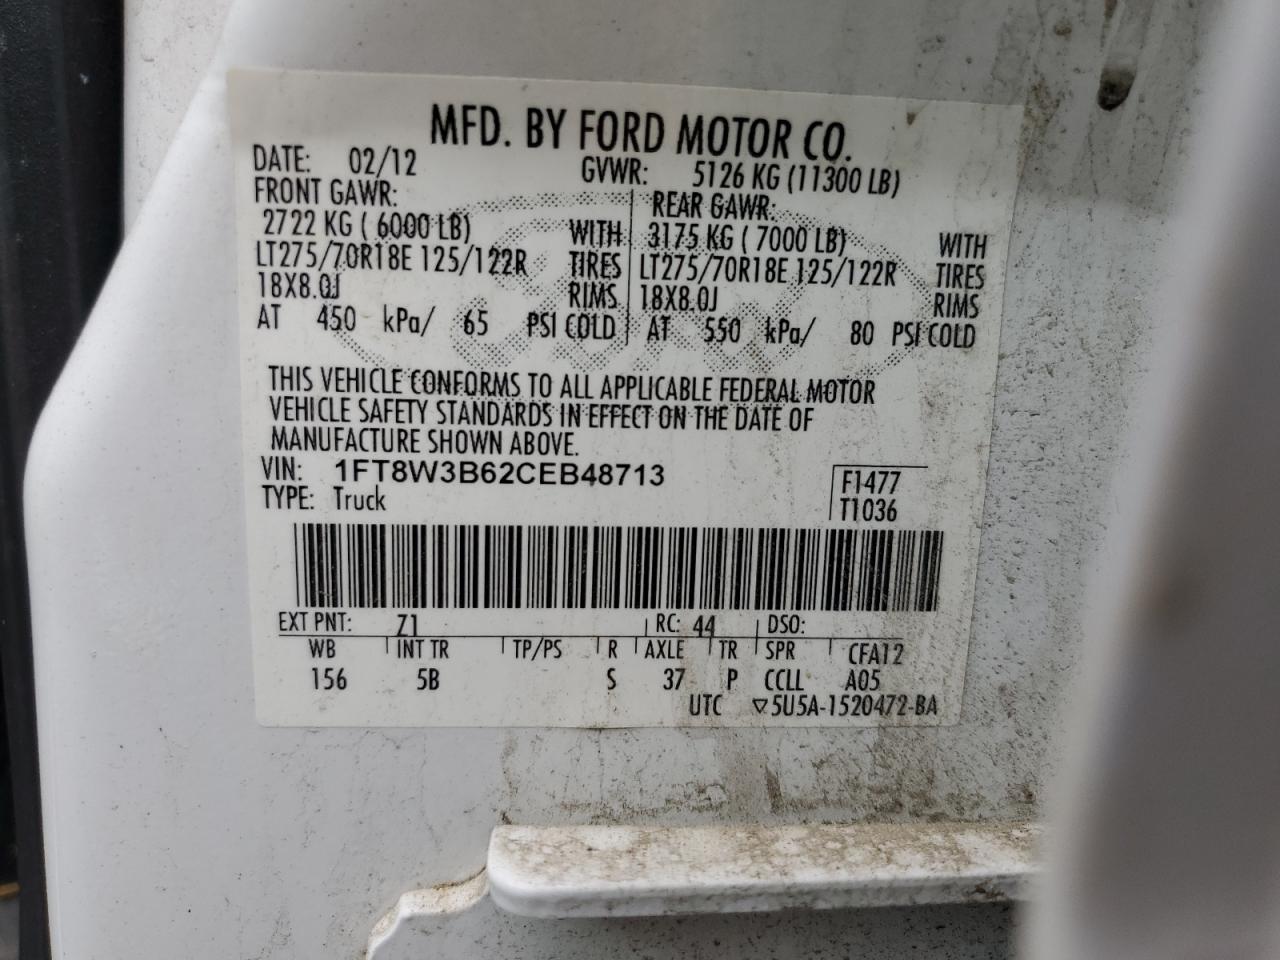 MFD. BY FORD MOTOR CO.
DATE: 02/12 GVWR: 5126 KG (11300 LB)
FRONT GAWR: REAR GAWR:
2722 KG ( 6000 LB) WITH 3175 KG ( 7000 LB) WITH
LT275/70R18E 125/122R TIRES LT275/70R18E 125/122R TIRES
18X8.0J RIMS 18X8.0J RIMS
AT 450 kPa/ 65 PSI COLD AT 550 kPa/ 80 PSI COLD
THIS VEHICLE CONFORMS TO ALL APPLICABLE FEDERAL MOTOR
VEHICLE SAFETY STANDARDS IN EFFECT ON THE DATE OF
MANUFACTURE SHOWN ABOVE.
VIN: 1FT8W3B62CEB48713 F1477
TYPE: Truck T1036
EXT PNT: Z1 RC: 44 DSO:
WB INT TR TP/PS R AXLE TR SPR CFA12
156 5B S 37 P CCLL A05
UTC ▽5U5A-1520472-BA